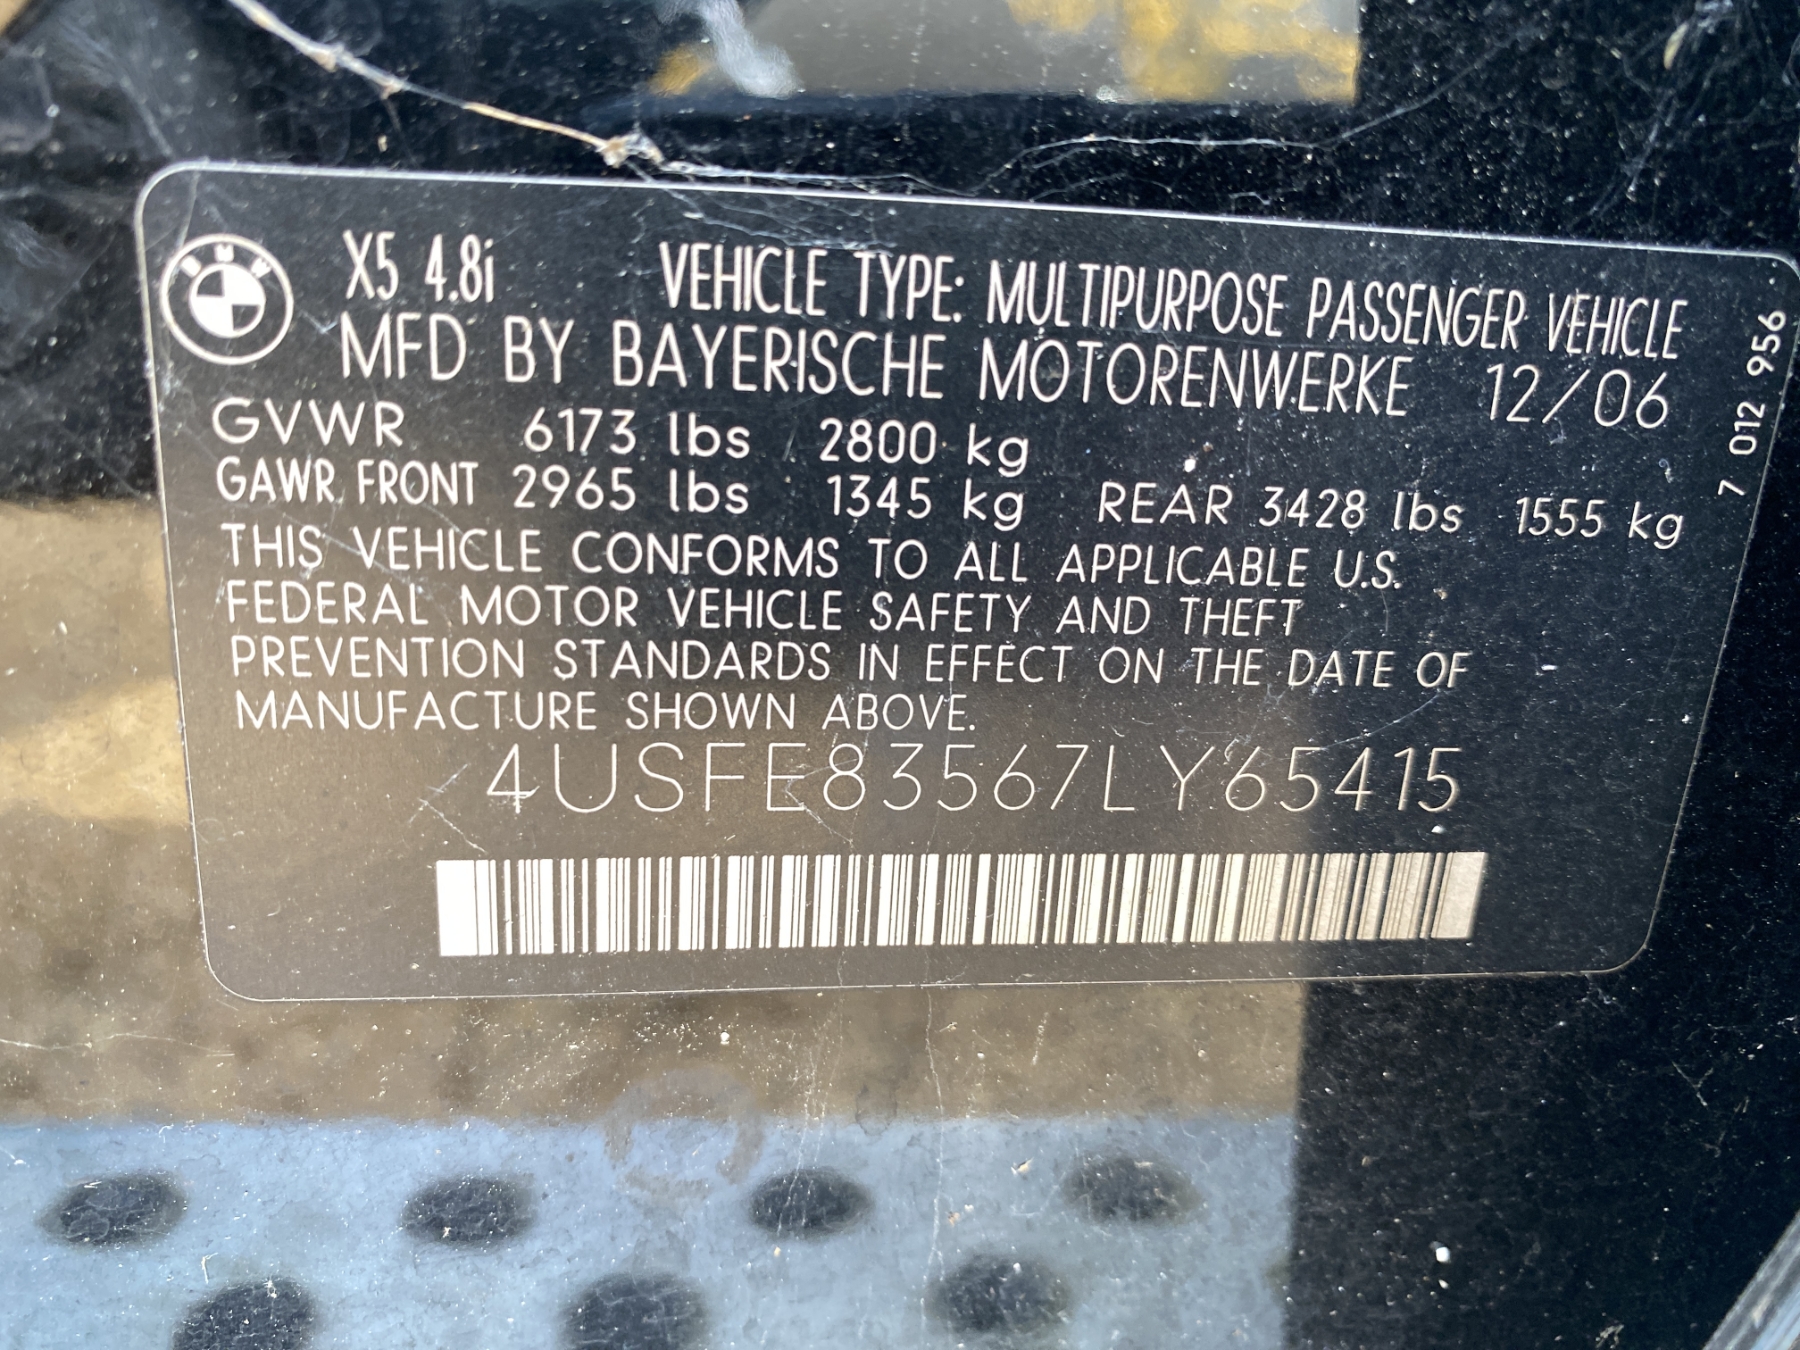 BMW
X5 4.8i VEHICLE TYPE: MULTIPURPOSE PASSENGER VEHICLE
MFD BY BAYERISCHE MOTORENWERKE 12/06
GVWR 6173 lbs 2800 kg
GAWR FRONT 2965 lbs 1345 kg REAR 3428 lbs 1555 kg
THIS VEHICLE CONFORMS TO ALL APPLICABLE U.S.
FEDERAL MOTOR VEHICLE SAFETY AND THEFT
PREVENTION STANDARDS IN EFFECT ON THE DATE OF
MANUFACTURE SHOWN ABOVE.
4USFE83567LY65415
7 012 956